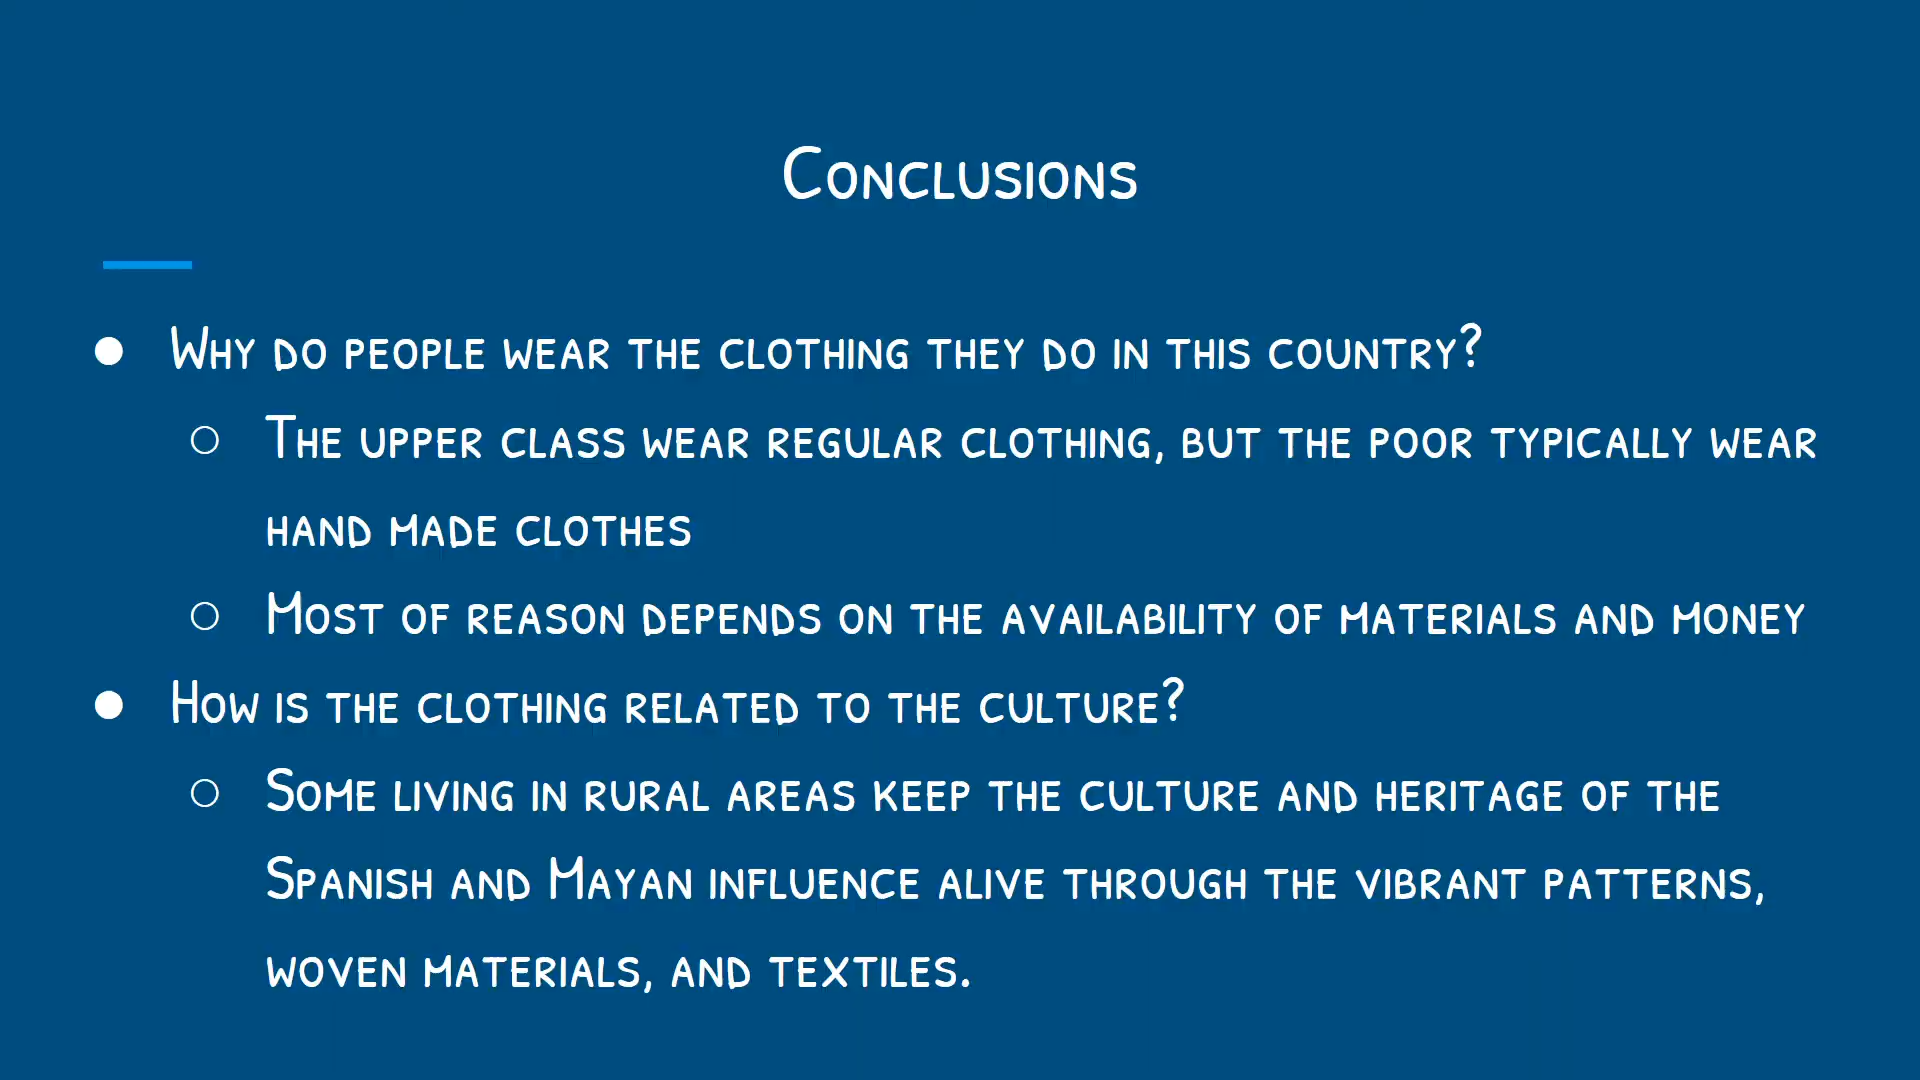 Conclusions
● Why do people wear the clothing they do in this country?
○ The upper class wear regular clothing, but the poor typically wear
hand made clothes
○ Most of reason depends on the availability of materials and money
● How is the clothing related to the culture?
○ Some living in rural areas keep the culture and heritage of the
Spanish and Mayan influence alive through the vibrant patterns,
woven materials, and textiles.